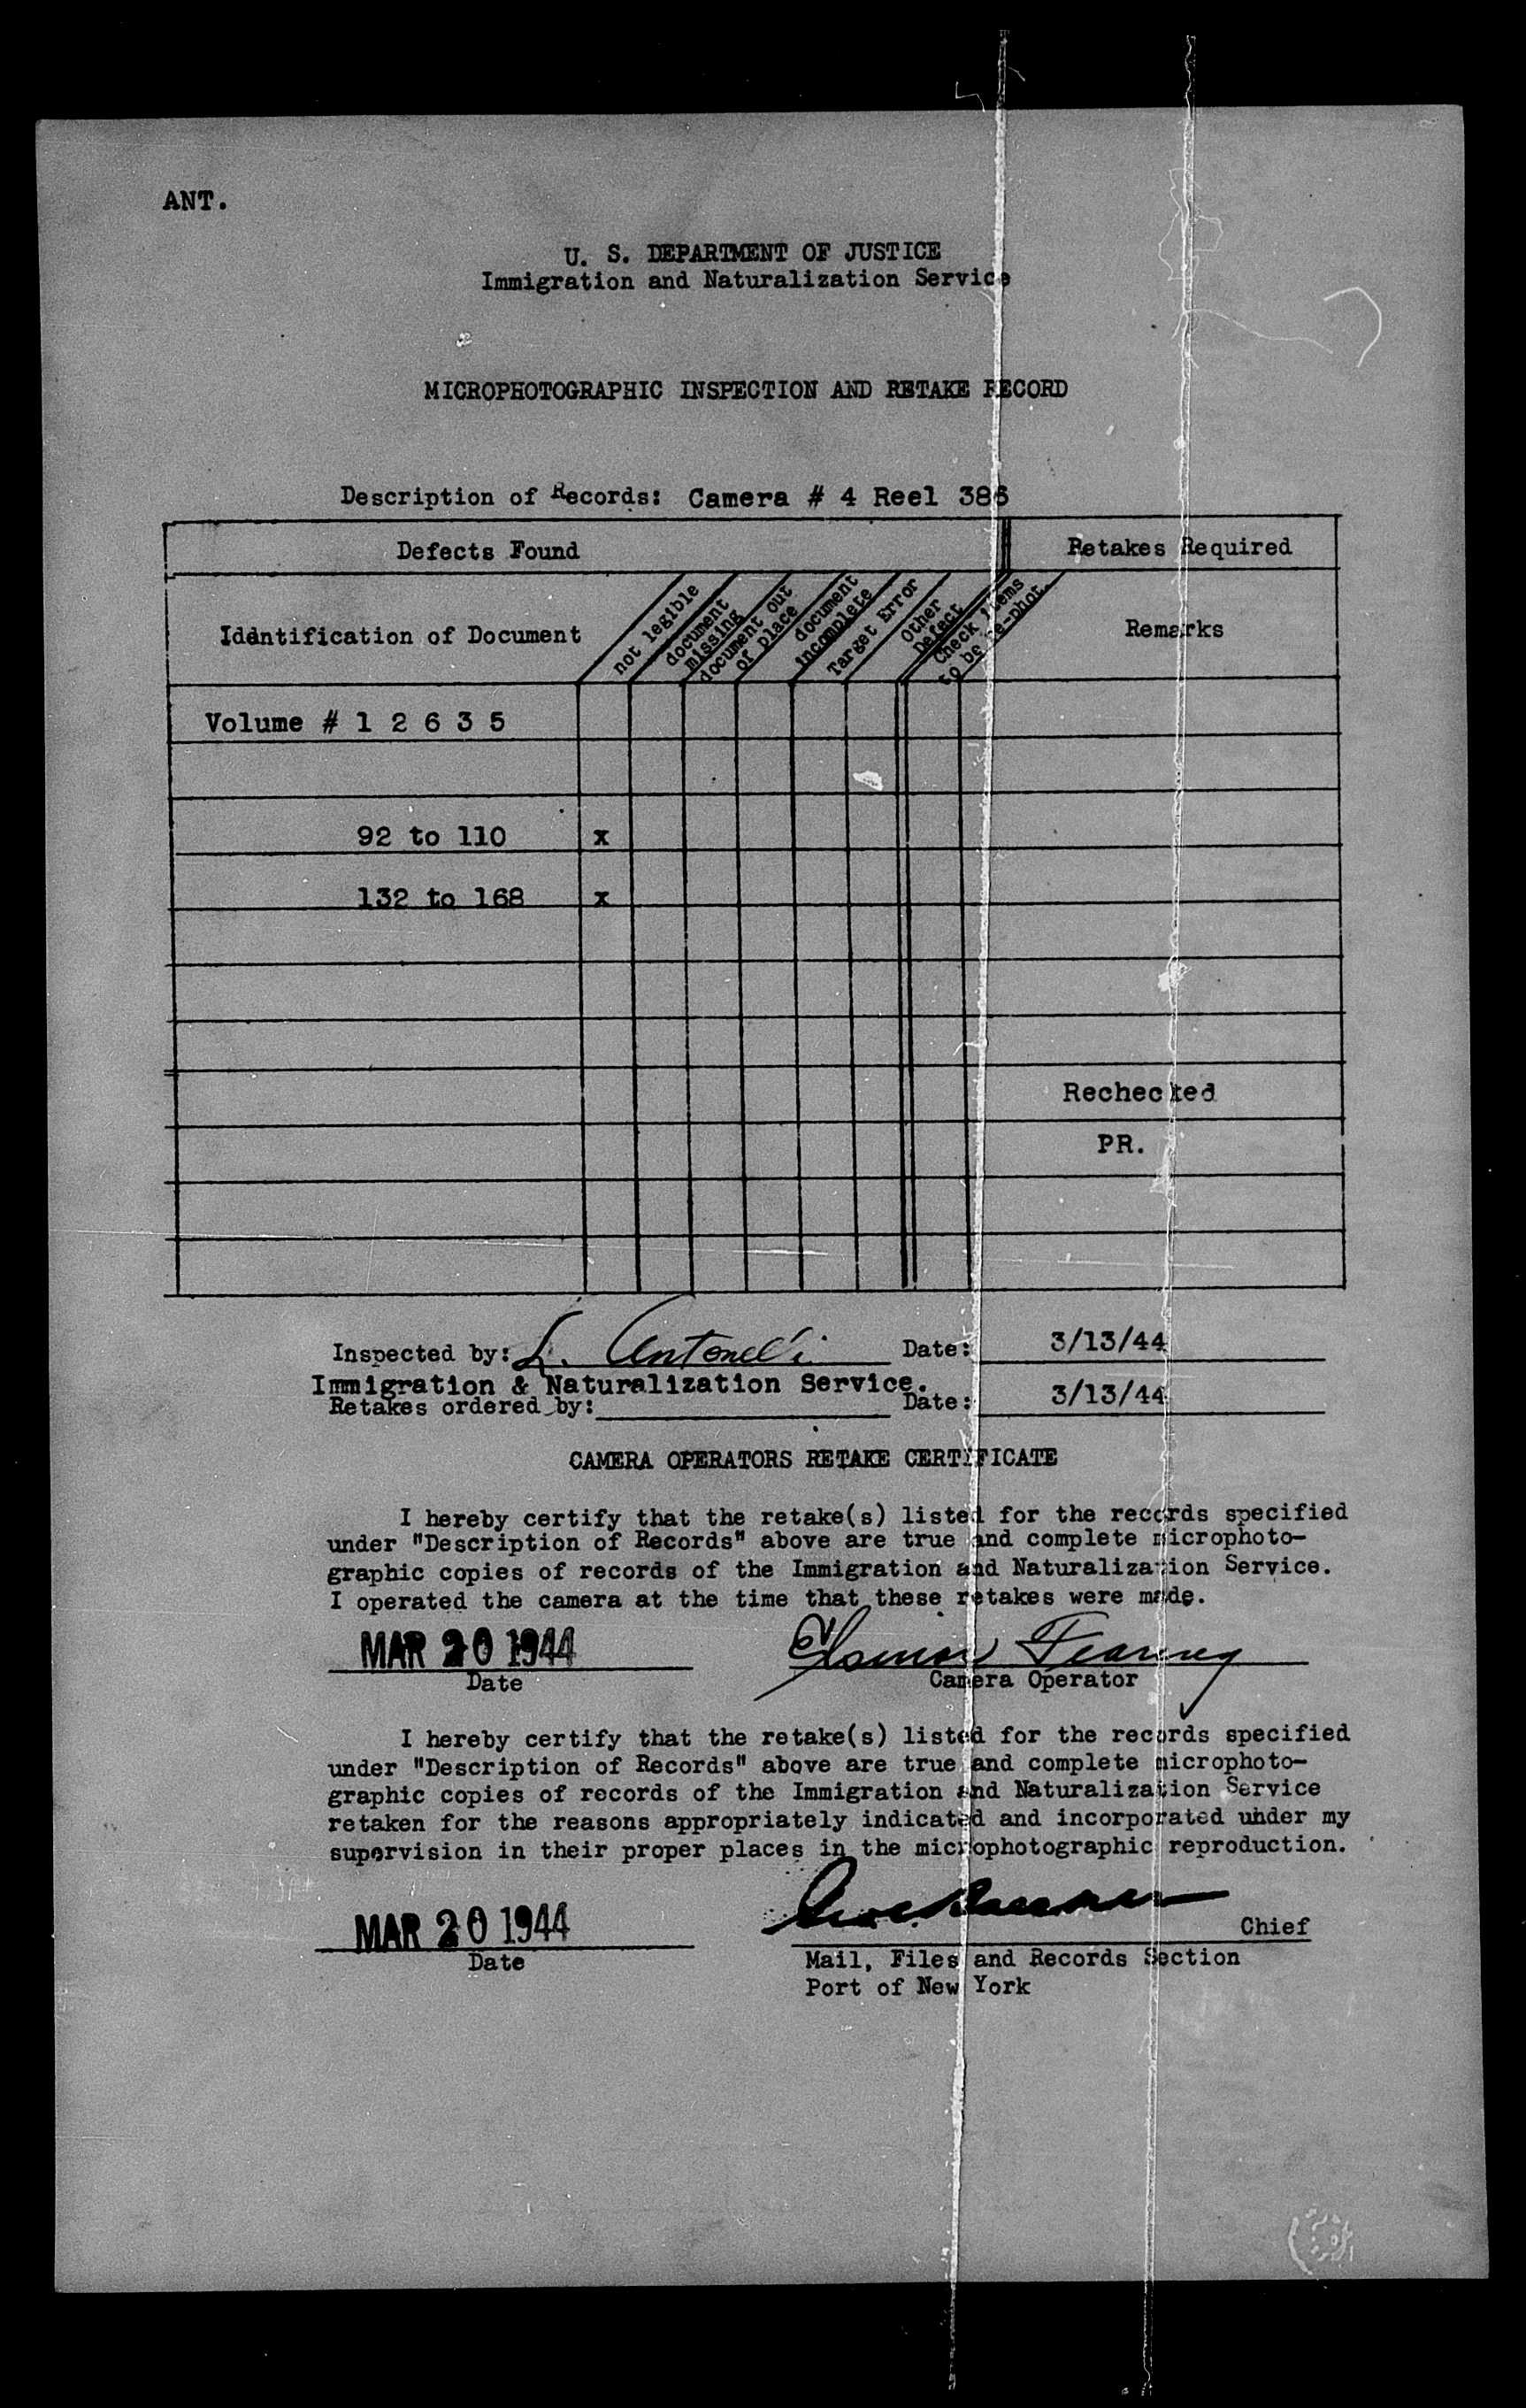 ANT.
U. S. DEPARTMENT OF JUSTICE
Immigration and Naturalization Service
MICROPHOTOGRAPHIC INSPECTION AND RETAKE RECORD
Description of Records: Camera # 4 Reel 386
Defects Found
Retakes Required
Identification of Document
not legible
document missing
document out of place
document incomplete
Target Error
Other Defect
Check items to be re-phot.
Remarks
Volume # 1 2 6 3 5
92 to 110 x
132 to 168 x
Rechecked
PR.
Inspected by: L. Antonelli Date: 3/13/44
Immigration & Naturalization Service.
Retakes ordered by: Date: 3/13/44
CAMERA OPERATORS RETAKE CERTIFICATE
I hereby certify that the retake(s) listed for the records specified
under "Description of Records" above are true and complete microphoto-
graphic copies of records of the Immigration and Naturalization Service.
I operated the camera at the time that these retakes were made.
MAR 20 1944
Date
Camera Operator
I hereby certify that the retake(s) listed for the records specified
under "Description of Records" above are true and complete microphoto-
graphic copies of records of the Immigration and Naturalization Service
retaken for the reasons appropriately indicated and incorporated under my
supervision in their proper places in the microphotographic reproduction.
MAR 20 1944
Chief
Date
Mail, Files and Records Section
Port of New York